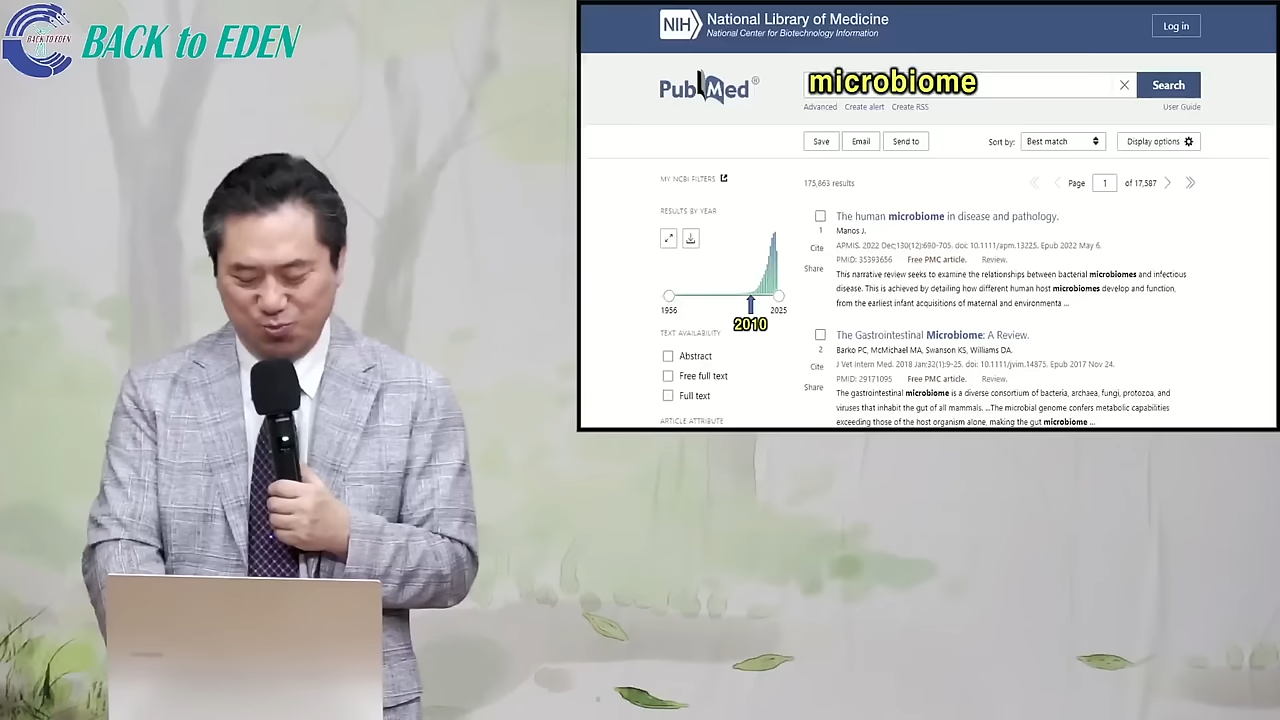 BACK TO EDEN
BACK to EDEN
NIH
National Library of Medicine
National Center for Biotechnology Information
Log in
PubMed®
microbiome
Search
Advanced Create alert Create RSS
User Guide
Save Email Send to
Sort by: Best match
Display options
MY NCBI FILTERS
175,863 results
Page 1 of 17,587
RESULTS BY YEAR
1956 2025
2010
TEXT AVAILABILITY
Abstract
Free full text
Full text
ARTICLE ATTRIBUTE
The human microbiome in disease and pathology.
1
Manos J.
Cite
APMIS. 2022 Dec;130(12):690-705. doi: 10.1111/apm.13225. Epub 2022 May 6.
PMID: 35393656 Free PMC article. Review.
Share
This narrative review seeks to examine the relationships between bacterial microbiomes and infectious
disease. This is achieved by detailing how different human host microbiomes develop and function,
from the earliest infant acquisitions of maternal and environmenta ...
The Gastrointestinal Microbiome: A Review.
2
Barko PC, McMichael MA, Swanson KS, Williams DA.
Cite
J Vet Intern Med. 2018 Jan;32(1):9-25. doi: 10.1111/jvim.14875. Epub 2017 Nov 24.
PMID: 29171095 Free PMC article. Review.
Share
The gastrointestinal microbiome is a diverse consortium of bacteria, archaea, fungi, protozoa, and
viruses that inhabit the gut of all mammals. ...The microbial genome confers metabolic capabilities
exceeding those of the host organism alone, making the gut microbiome ...